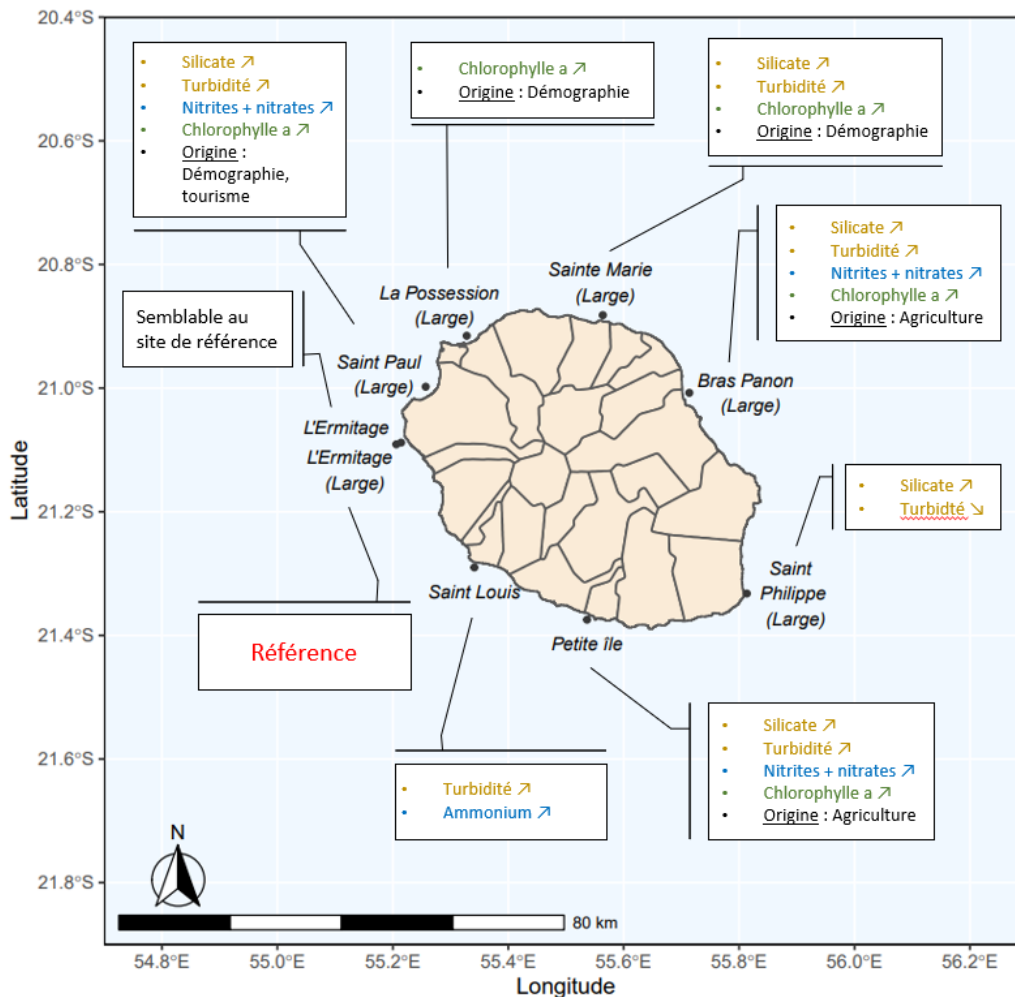 20.4°S
20.6°S
20.8°S
21.0°S
21.2°S
21.4°S
21.6°S
21.8°S
Latitude
• Silicate ↗
• Turbidité ↗
• Nitrites + nitrates ↗
• Chlorophylle a ↗
• Origine :
Démographie,
tourisme
• Chlorophylle a ↗
• Origine : Démographie
• Silicate ↗
• Turbidité ↗
• Chlorophylle a ↗
• Origine : Démographie
• Silicate ↗
• Turbidité ↗
• Nitrites + nitrates ↗
• Chlorophylle a ↗
• Origine : Agriculture
Semblable au
site de référence
Sainte Marie
(Large)
La Possession
(Large)
Saint Paul
(Large)
L'Ermitage
L'Ermitage
(Large)
Bras Panon
(Large)
• Silicate ↗
• Turbidté ↘
Saint
Philippe
(Large)
Saint Louis
Petite île
Référence
• Turbidité ↗
• Ammonium ↗
• Silicate ↗
• Turbidité ↗
• Nitrites + nitrates ↗
• Chlorophylle a ↗
• Origine : Agriculture
N
80 km
54.8°E
55.0°E
55.2°E
55.4°E
55.6°E
55.8°E
56.0°E
56.2°E
Longitude